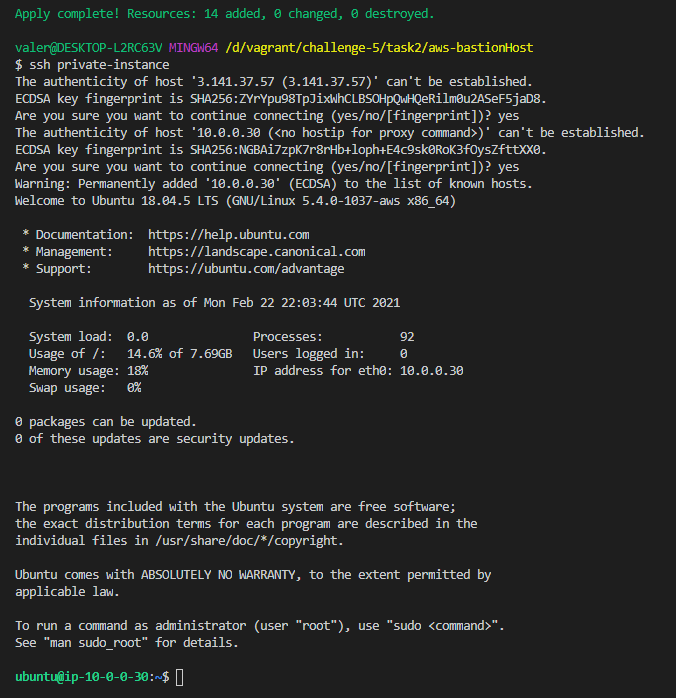 Apply complete! Resources: 14 added, 0 changed, 0 destroyed.
valer@DESKTOP-L2RC63V MINGW64 /d/vagrant/challenge-5/task2/aws-bastionHost
$ ssh private-instance
The authenticity of host '3.141.37.57 (3.141.37.57)' can't be established.
ECDSA key fingerprint is SHA256:ZYrYpu98TpJixWhCLBSOHpQwHQeRilm0u2ASeF5jaD8.
Are you sure you want to continue connecting (yes/no/[fingerprint])? yes
The authenticity of host '10.0.0.30 (<no hostip for proxy command>)' can't be established.
ECDSA key fingerprint is SHA256:NGBAi7zpK7r8rHb+loph+E4c9sk0RoK3fOysZfttXX0.
Are you sure you want to continue connecting (yes/no/[fingerprint])? yes
Warning: Permanently added '10.0.0.30' (ECDSA) to the list of known hosts.
Welcome to Ubuntu 18.04.5 LTS (GNU/Linux 5.4.0-1037-aws x86_64)
* Documentation:  https://help.ubuntu.com
* Management:     https://landscape.canonical.com
* Support:        https://ubuntu.com/advantage
System information as of Mon Feb 22 22:03:44 UTC 2021
System load:  0.0               Processes:           92
Usage of /:   14.6% of 7.69GB   Users logged in:     0
Memory usage: 18%               IP address for eth0: 10.0.0.30
Swap usage:   0%
0 packages can be updated.
0 of these updates are security updates.
The programs included with the Ubuntu system are free software;
the exact distribution terms for each program are described in the
individual files in /usr/share/doc/*/copyright.
Ubuntu comes with ABSOLUTELY NO WARRANTY, to the extent permitted by
applicable law.
To run a command as administrator (user "root"), use "sudo <command>".
See "man sudo_root" for details.
ubuntu@ip-10-0-0-30:~$